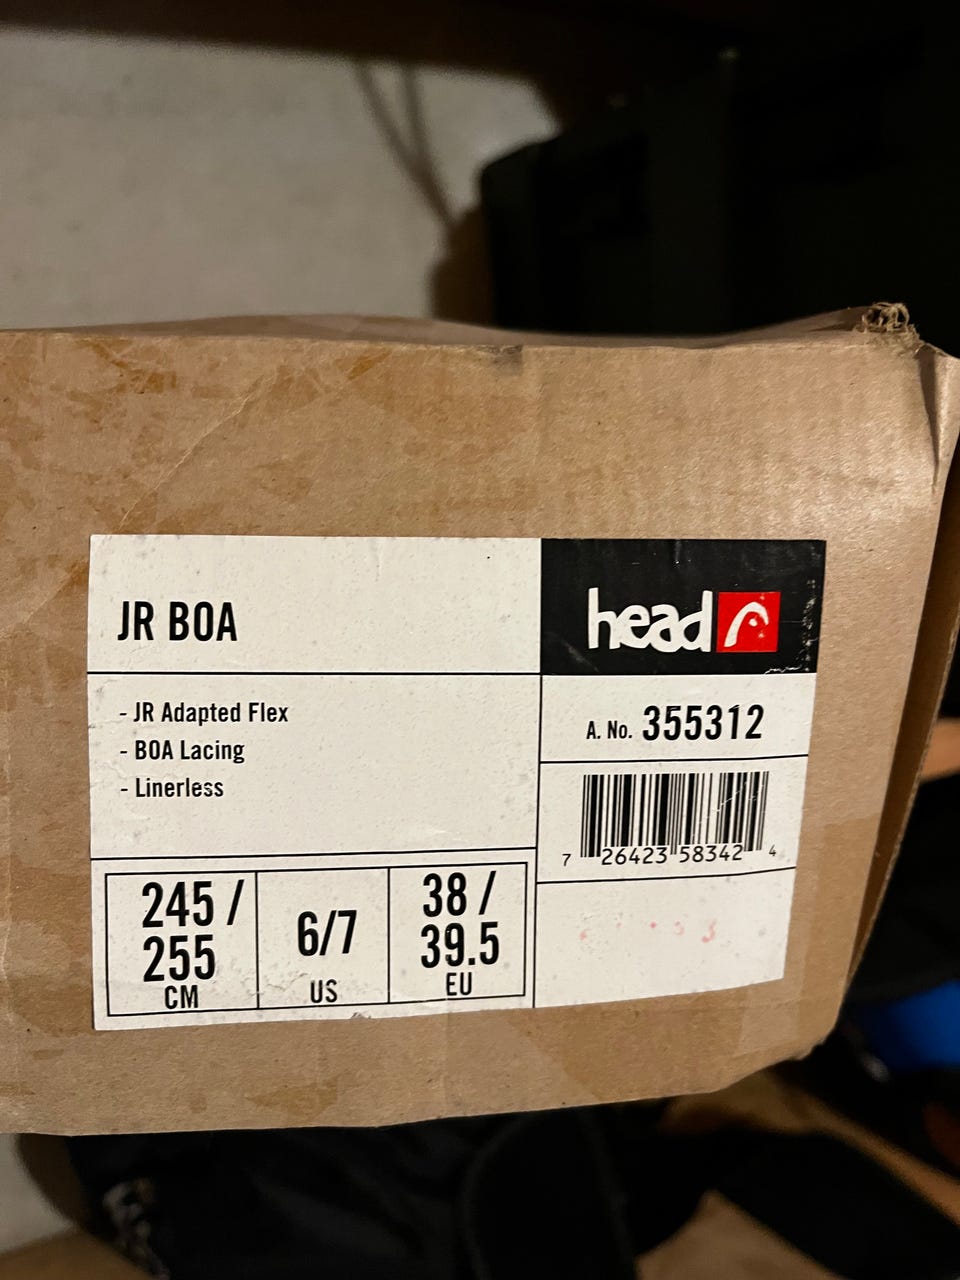 JR BOA
head
- JR Adapted Flex
- BOA Lacing
- Linerless
A. No. 355312
7 26423 58342 4
245 /
255
CM
6/7
US
38 /
39.5
EU